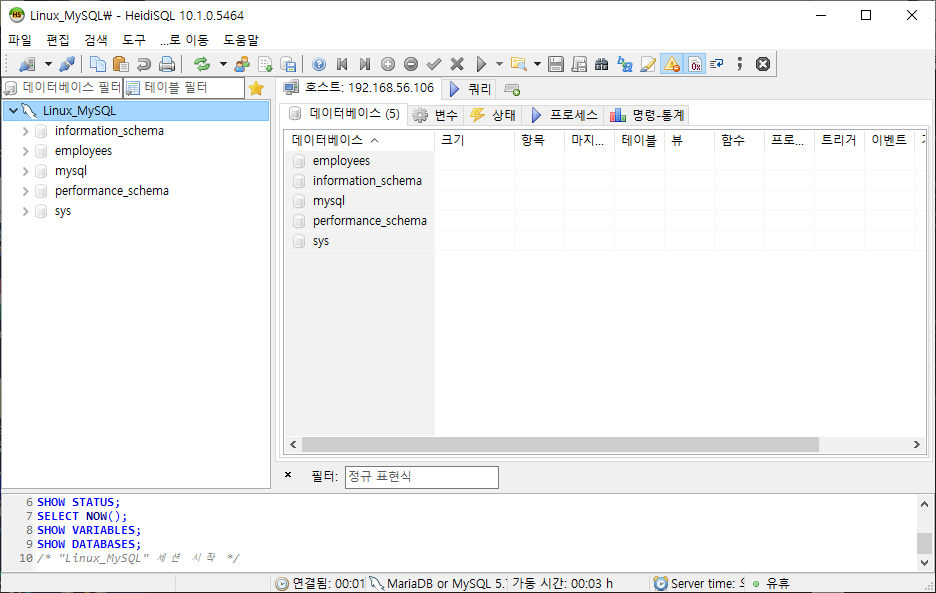 Linux_MySQL₩ - HeidiSQL 10.1.0.5464
파일 편집 검색 도구 ...로 이동 도움말
데이터베이스 필터 테이블 필터
호스트: 192.168.56.106 쿼리
Linux_MySQL
information_schema
employees
mysql
performance_schema
sys
데이터베이스 (5) 변수 상태 프로세스 명령-통계
데이터베이스 크기 항목 마지... 테이블 뷰 함수 프로... 트리거 이벤트
employees
information_schema
mysql
performance_schema
sys
× 필터: 정규 표현식
6 SHOW STATUS;
7 SELECT NOW();
8 SHOW VARIABLES;
9 SHOW DATABASES;
10 /* "Linux_MySQL" 세션 시작 */
연결됨: 00:01 MariaDB or MySQL 5. 가동 시간: 00:03 h Server time: 유휴